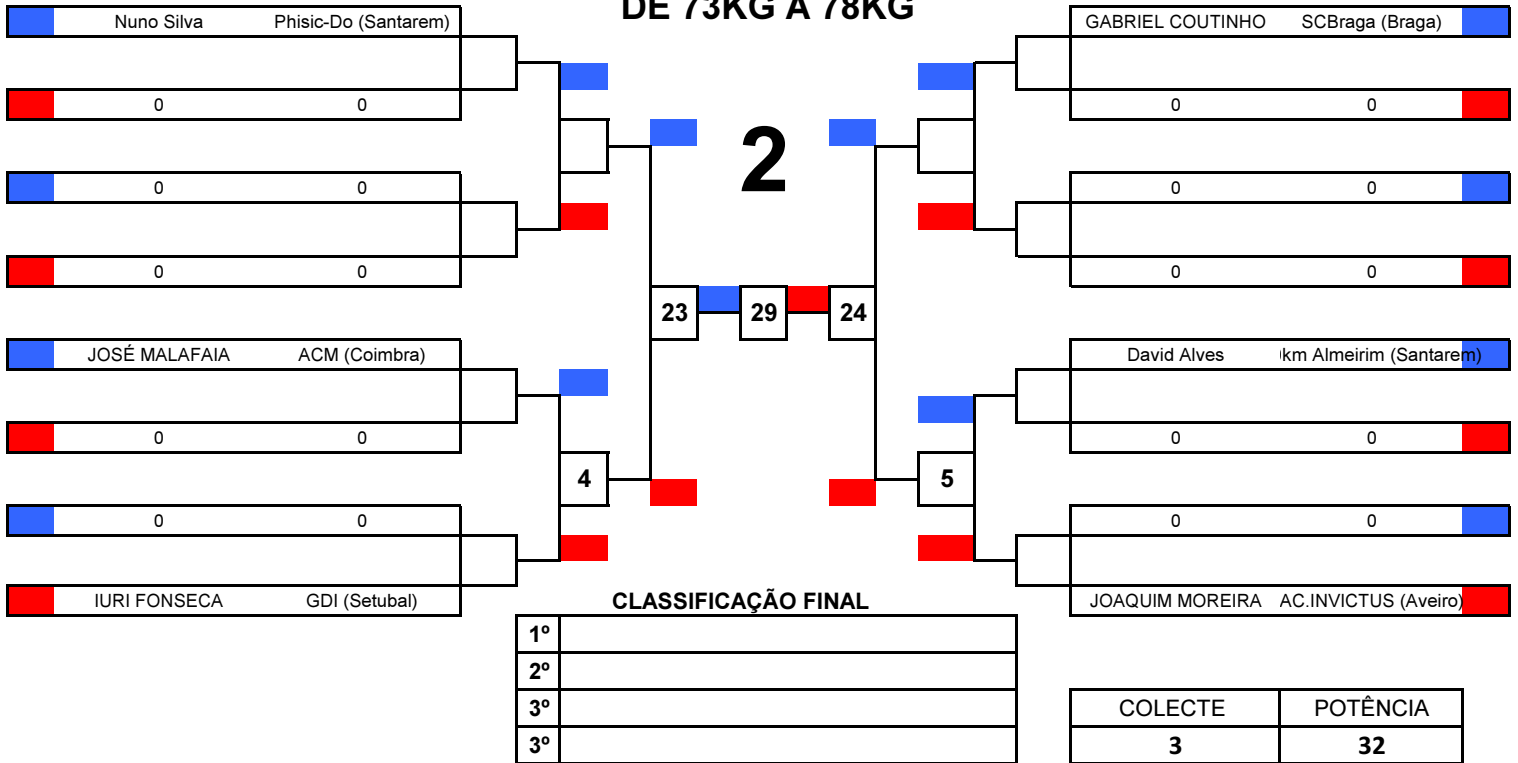 DE 73KG A 78KG
Nuno Silva Phisic-Do (Santarem)
0 0
0 0
0 0
JOSÉ MALAFAIA ACM (Coimbra)
0 0
0 0
IURI FONSECA GDI (Setubal)
2
23 29 24
4 5
GABRIEL COUTINHO SCBraga (Braga)
0 0
0 0
0 0
David Alves km Almeirim (Santarem)
0 0
0 0
JOAQUIM MOREIRA AC.INVICTUS (Aveiro)
CLASSIFICAÇÃO FINAL
1º
2º
3º
3º
COLECTE POTÊNCIA
3 32